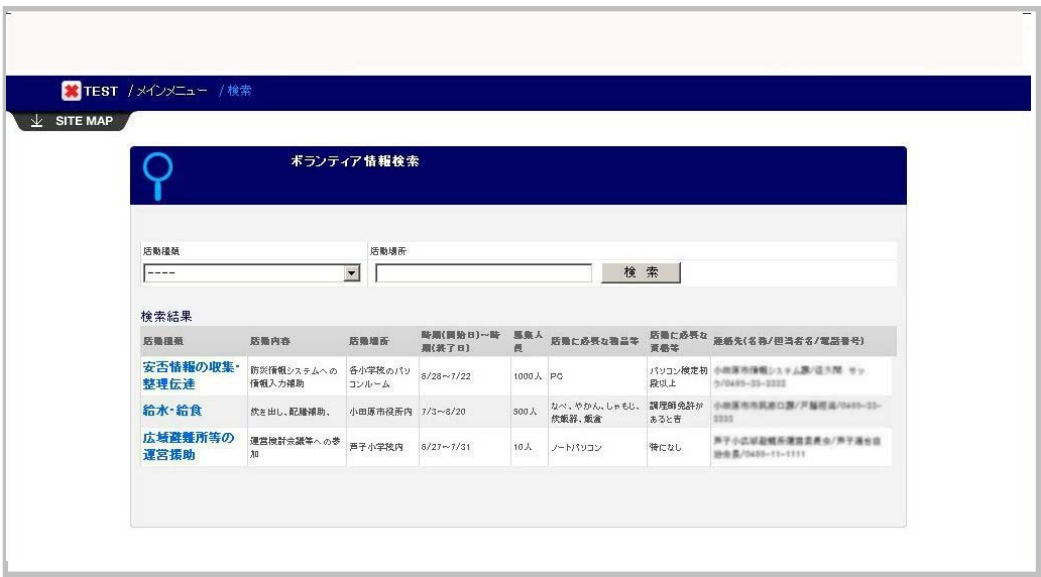 TEST /メインメニュー /検索
SITE MAP
ボランティア情報検索
活動種類 活動場所
----
検 索
検索結果
活動種類 活動内容 活動場所 時期(開始日)～時期(終了日) 募集人員 活動に必要な物品等 活動に必要な資格等 連絡先(名称/担当者名/電話番号)
安否情報の収集・
整理伝達
防災情報システムへの
情報入力補助
各小学校のパソ
コンルーム
6/28～7/22
1000人
PC
パソコン検定初
段以上
給水・給食
炊き出し、配膳補助、
小田原市役所内
7/3～8/20
500人
なべ、やかん、しゃもじ、
炊飯器、飯盒
調理師免許が
あると吉
広域避難所等の
運営援助
運営検討会議等への参
加
芦子小学校内
6/27～7/31
10人
ノートパソコン
特になし